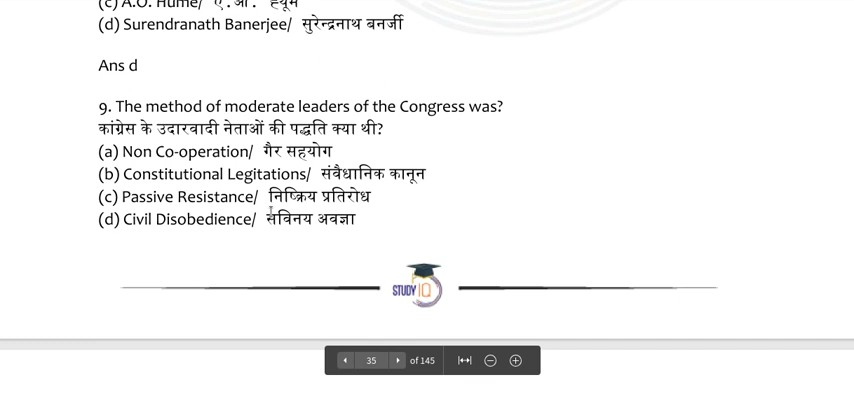 (c) A.O. Hume/ ए.ओ. ह्यूम
(d) Surendranath Banerjee/ सुरेन्द्रनाथ बनर्जी
Ans d
9. The method of moderate leaders of the Congress was?
कांग्रेस के उदारवादी नेताओं की पद्धति क्या थी?
(a) Non Co-operation/ गैर सहयोग
(b) Constitutional Legitations/ संवैधानिक कानून
(c) Passive Resistance/ निष्क्रिय प्रतिरोध
(d) Civil Disobedience/ सविनय अवज्ञा
STUDY IQ
35 of 145